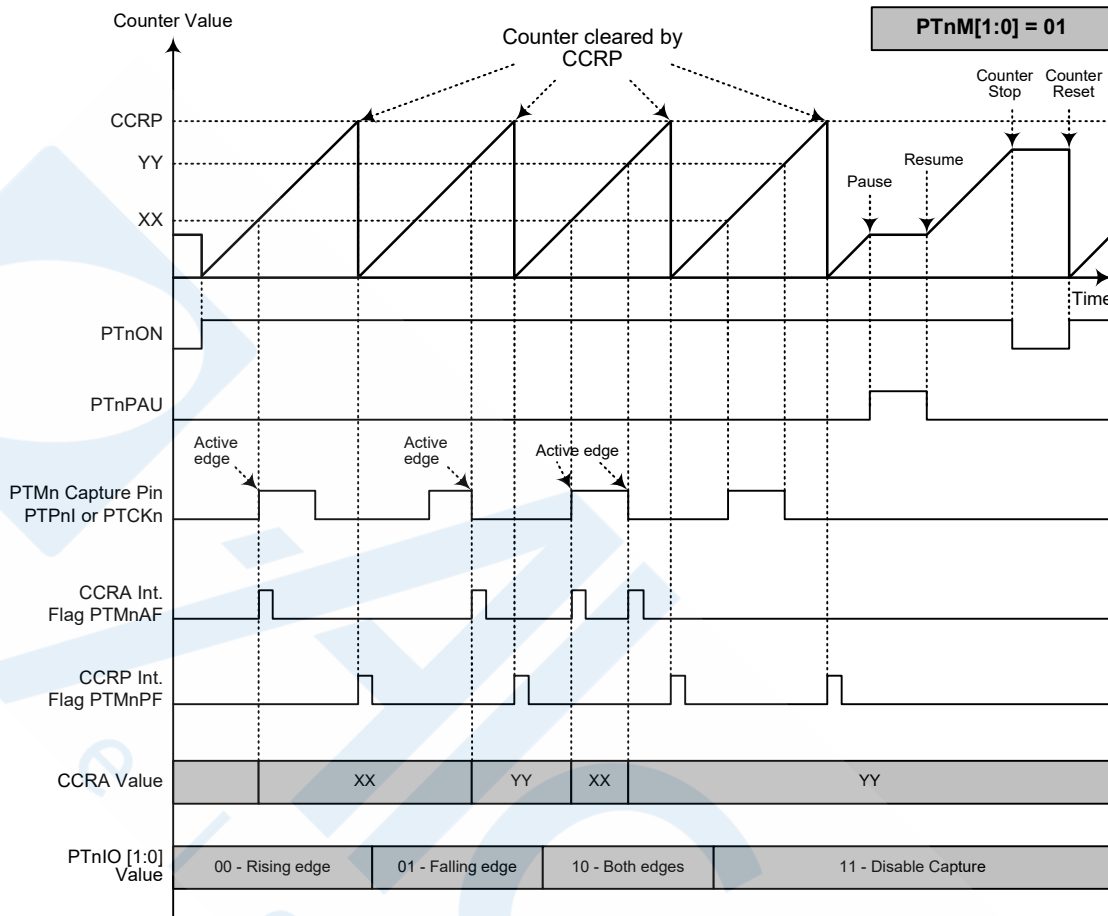 Counter Value
PTnM[1:0] = 01
Counter cleared by
CCRP
Counter
Stop
Counter
Reset
CCRP
YY
Resume
Pause
XX
Time
PTnON
PTnPAU
Active
edge
Active
edge
Active edge
PTMn Capture Pin
PTPnI or PTCKn
CCRA Int.
Flag PTMnAF
CCRP Int.
Flag PTMnPF
CCRA Value
XX
YY
XX
YY
PTnIO [1:0]
Value
00 - Rising edge
01 - Falling edge
10 - Both edges
11 - Disable Capture